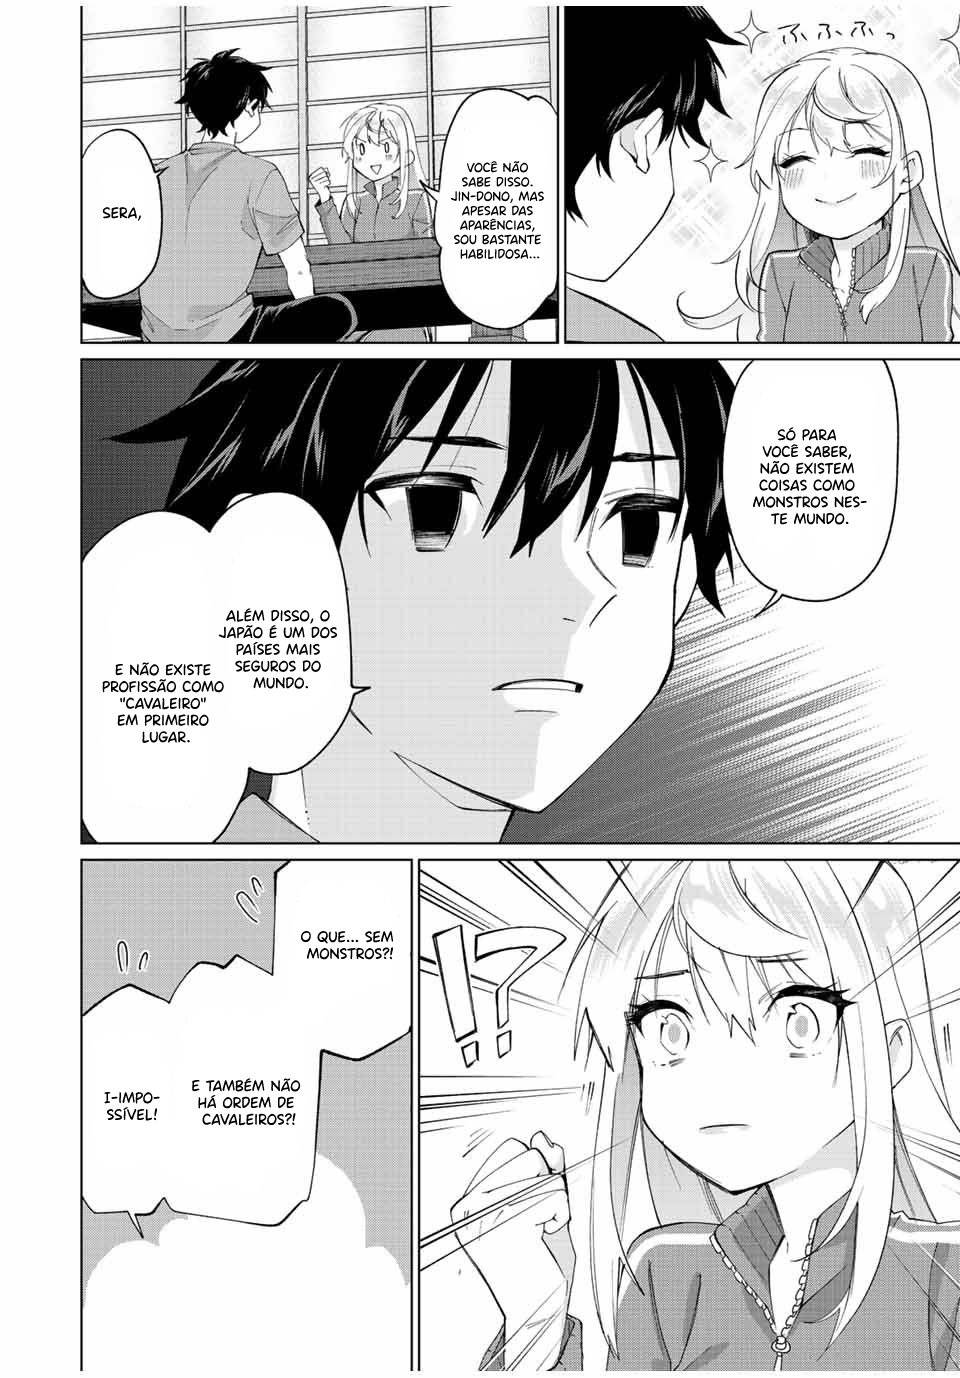 ふふふっ
VOCÊ NÃO
SABE DISSO.
JIN-DONO, MAS
APESAR DAS
APARÊNCIAS,
SOU BASTANTE
HABILIDOSA...
SERA,
SÓ PARA
VOCÊ SABER,
NÃO EXISTEM
COISAS COMO
MONSTROS NES-
TE MUNDO.
ALÉM DISSO, O
JAPÃO É UM DOS
PAÍSES MAIS
SEGUROS DO
MUNDO.
E NÃO EXISTE
PROFISSÃO COMO
"CAVALEIRO"
EM PRIMEIRO
LUGAR.
!?
O QUE... SEM
MONSTROS?!
E TAMBÉM NÃO
HÁ ORDEM DE
CAVALEIROS?!
I-IMPO-
SSÍVEL!